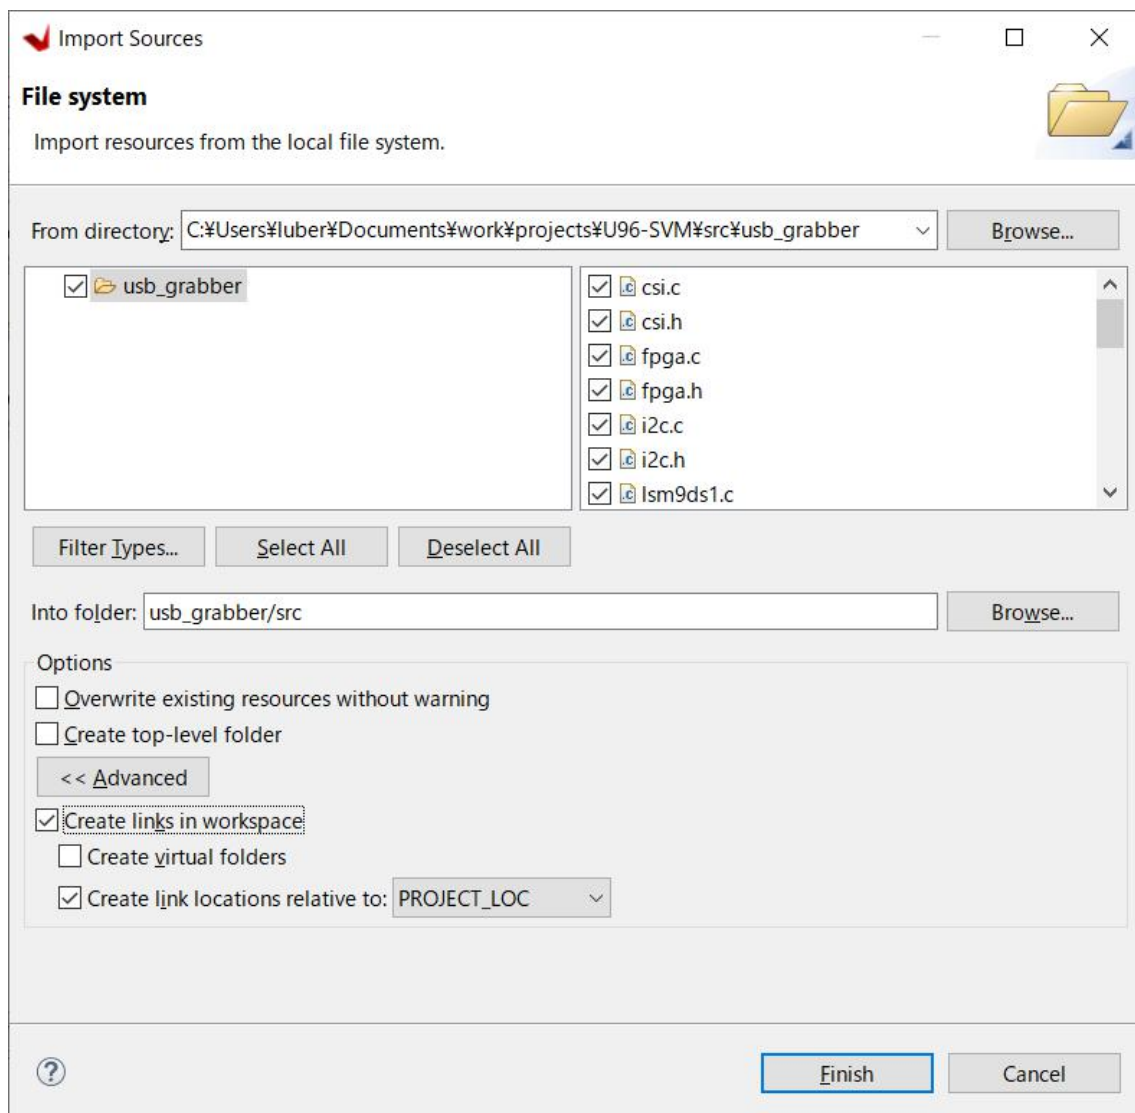 Import Sources
File system
Import resources from the local file system.
From directory: C:¥Users¥luber¥Documents¥work¥projects¥U96-SVM¥src¥usb_grabber Browse...
usb_grabber
csi.c
csi.h
fpga.c
fpga.h
i2c.c
i2c.h
lsm9ds1.c
Filter Types... Select All Deselect All
Into folder: usb_grabber/src Browse...
Options
Overwrite existing resources without warning
Create top-level folder
<< Advanced
Create links in workspace
Create virtual folders
Create link locations relative to: PROJECT_LOC
Finish Cancel